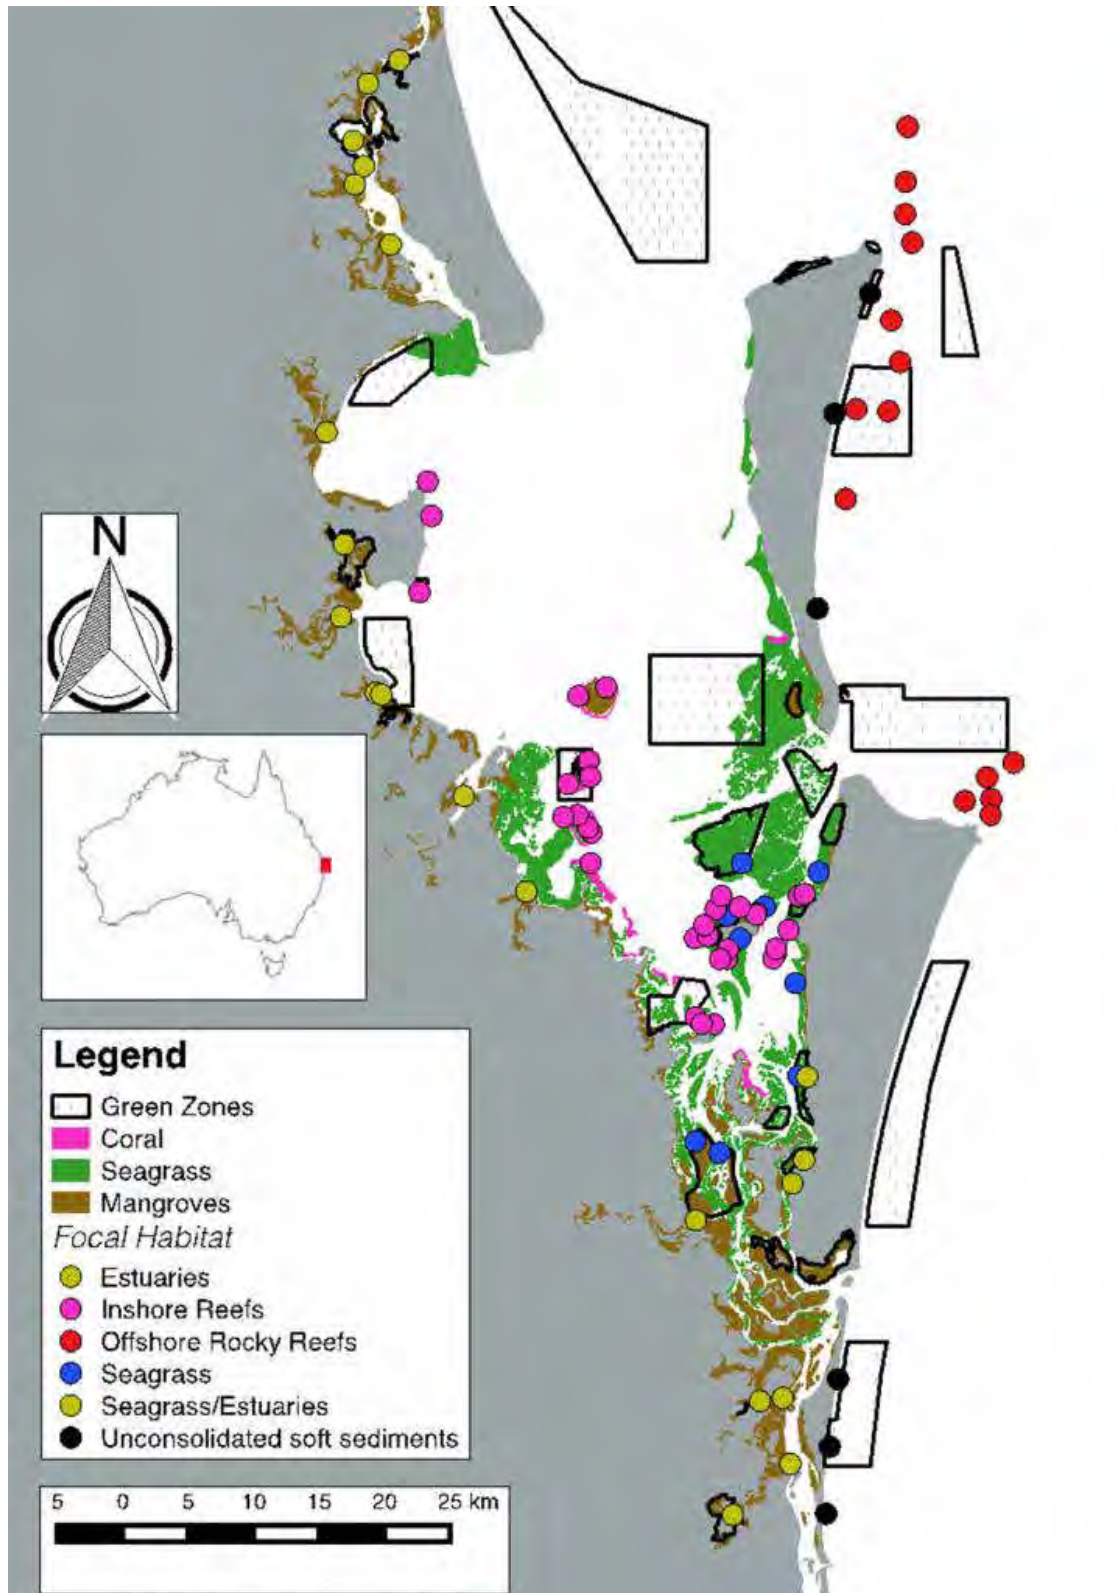 N
Legend
Green Zones
Coral
Seagrass
Mangroves
Focal Habitat
Estuaries
Inshore Reefs
Offshore Rocky Reefs
Seagrass
Seagrass/Estuaries
Unconsolidated soft sediments
5 0 5 10 15 20 25 km